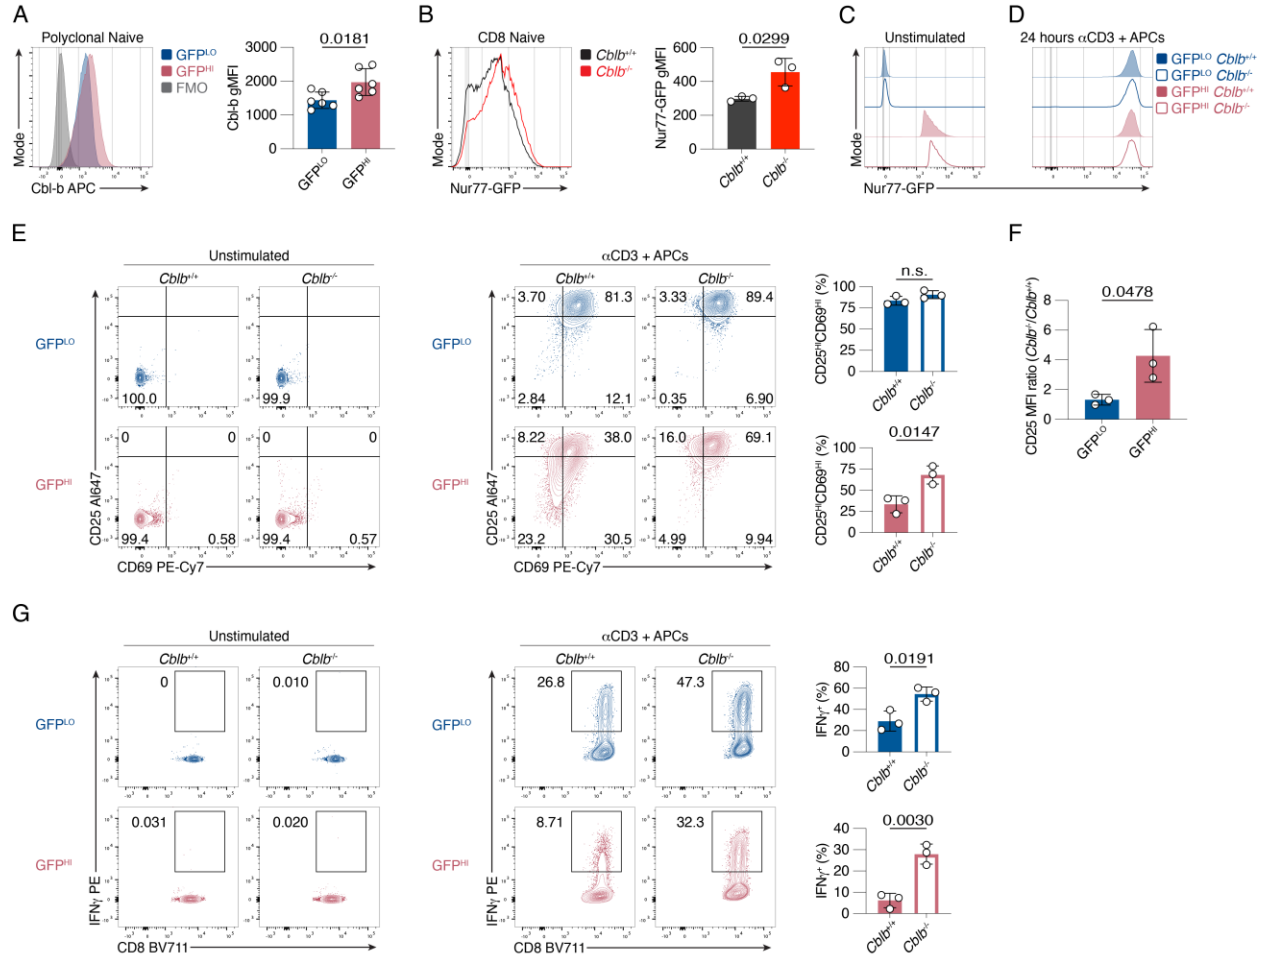 A
Polyclonal Naive
GFPLO
GFPHI
FMO
Mode
Cbl-b APC
Cbl-b gMFI
3000
2000
1000
0
0.0181
GFPLO
GFPHI
B
CD8 Naive
Cblb+/+
Cblb-/-
Mode
Nur77-GFP
Nur77-GFP gMFI
600
400
200
0
0.0299
Cblb+/+
Cblb-/-
C
Unstimulated
Mode
Nur77-GFP
D
24 hours αCD3 + APCs
GFPLO Cblb+/+
GFPLO Cblb-/-
GFPHI Cblb+/+
GFPHI Cblb-/-
E
Unstimulated
Cblb+/+ Cblb-/-
GFPLO
100.0 99.9
0 0 0 0
GFPHI
99.4 0.58 99.4 0.57
CD25 Al647
CD69 PE-Cy7
αCD3 + APCs
Cblb+/+ Cblb-/-
3.70 81.3 3.33 89.4
GFPLO
2.84 12.1 0.35 6.90
8.22 38.0 16.0 69.1
GFPHI
23.2 30.5 4.99 9.94
CD25 Al647
CD69 PE-Cy7
CD25HICD69HI (%)
100
75
50
25
0
n.s.
Cblb+/+
Cblb-/-
CD25HICD69HI (%)
100
75
50
25
0
0.0147
Cblb+/+
Cblb-/-
F
CD25 MFI ratio (Cblb-/-/Cblb+/+)
8
6
4
2
0
0.0478
GFPLO
GFPHI
G
Unstimulated
Cblb+/+ Cblb-/-
0 0.010
GFPLO
0.031 0.020
GFPHI
IFNγ PE
CD8 BV711
αCD3 + APCs
Cblb+/+ Cblb-/-
26.8 47.3
GFPLO
8.71 32.3
GFPHI
IFNγ PE
CD8 BV711
IFNγ+ (%)
80
60
40
20
0
0.0191
Cblb+/+
Cblb-/-
IFNγ+ (%)
40
30
20
10
0
0.0030
Cblb+/+
Cblb-/-